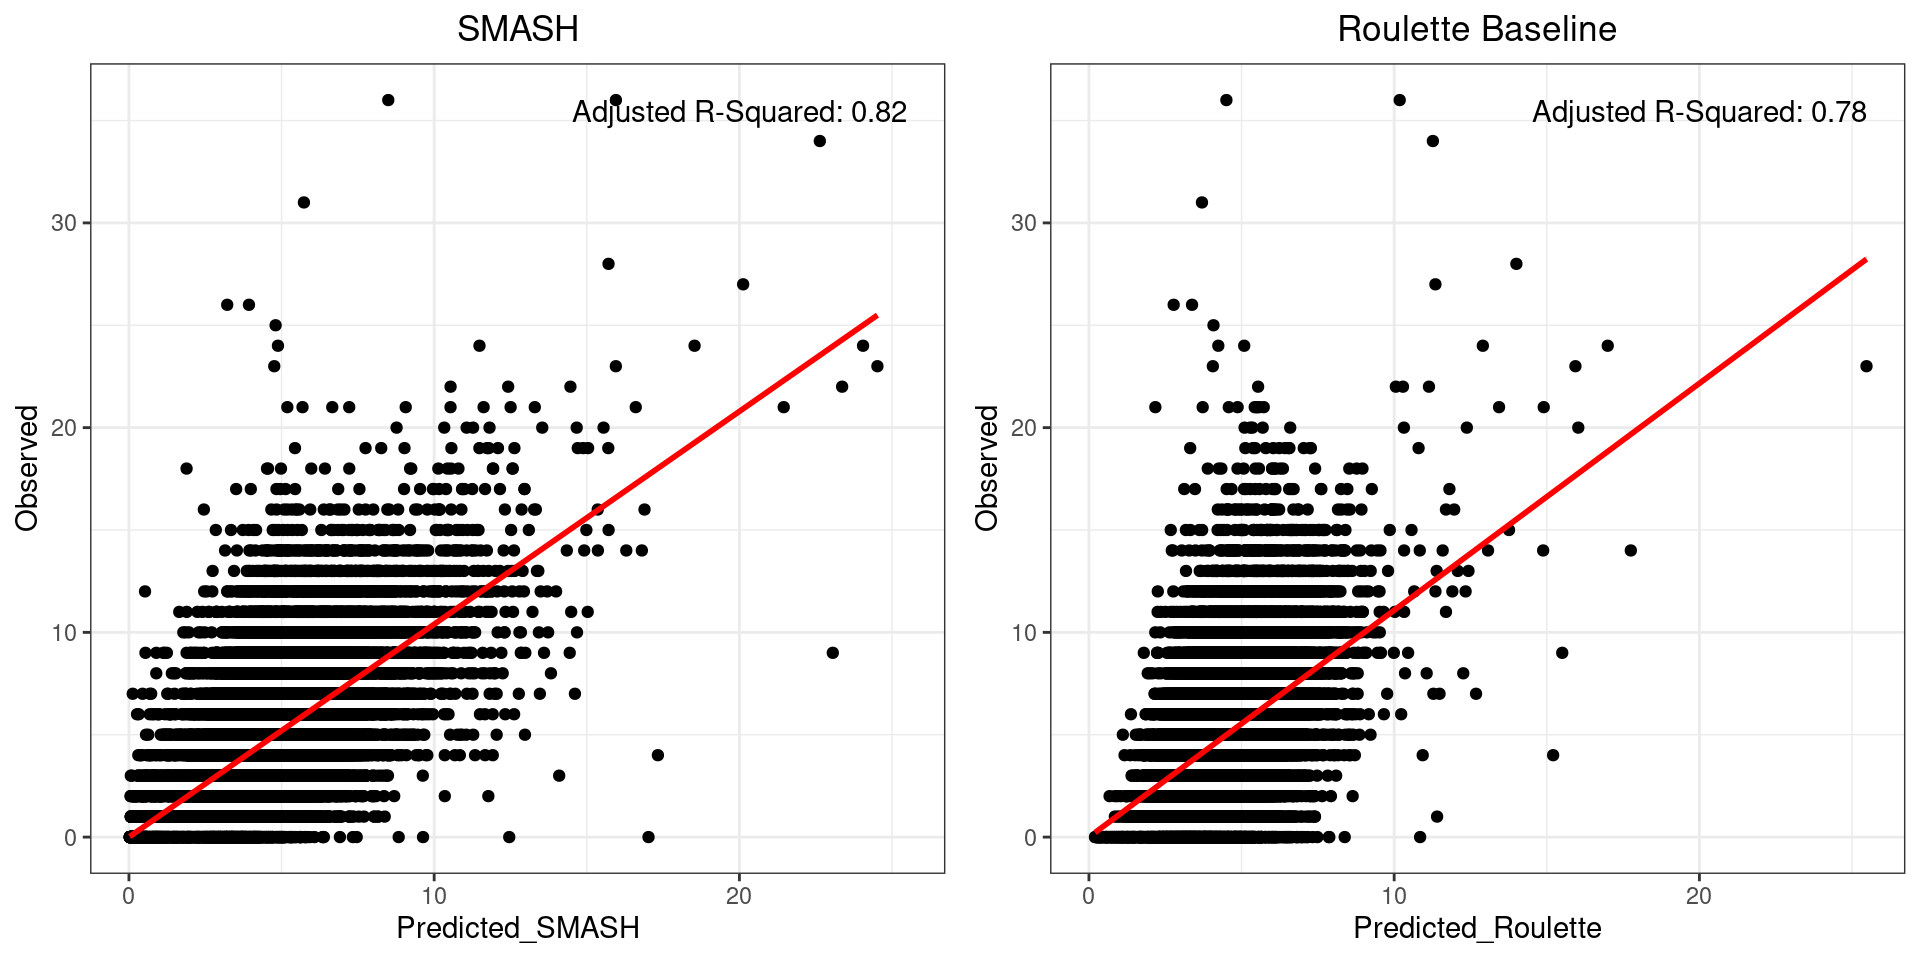 SMASH
Adjusted R-Squared: 0.82
30
20
10
0
Observed
0 10 20
Predicted_SMASH
Roulette Baseline
Adjusted R-Squared: 0.78
30
20
10
0
Observed
0 10 20
Predicted_Roulette